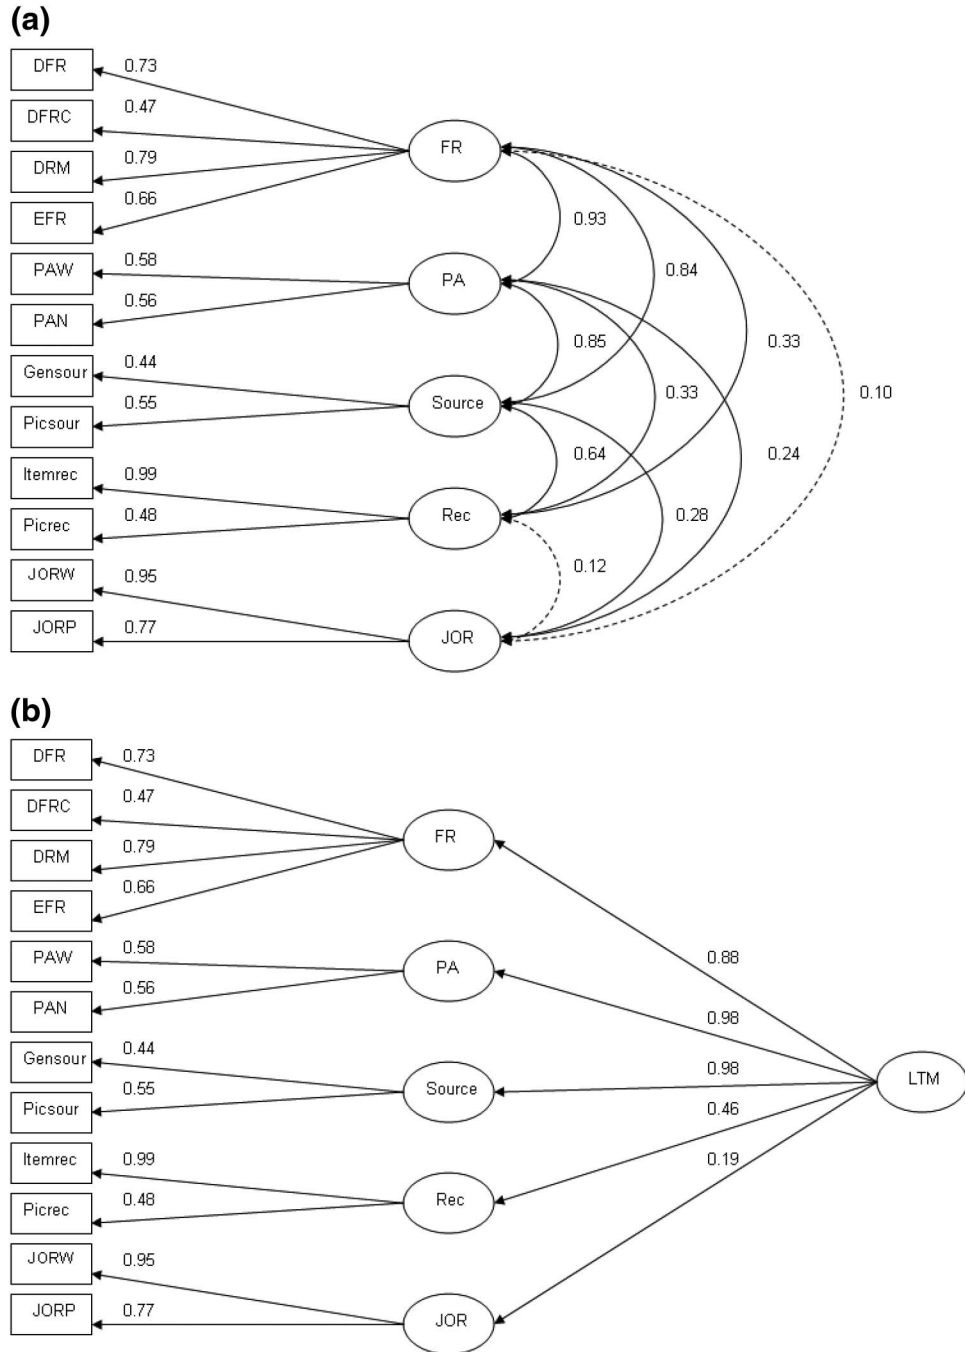 (a)
DFR
0.73
DFRC
0.47
DRM
0.79
EFR
0.66
FR
PAW
0.58
PAN
0.56
PA
Gensour
0.44
Picsour
0.55
Source
Itemrec
0.99
Picrec
0.48
Rec
JORW
0.95
JORP
0.77
JOR
0.93
0.84
0.85
0.33
0.33
0.10
0.64
0.24
0.28
0.12
(b)
DFR
0.73
DFRC
0.47
DRM
0.79
EFR
0.66
FR
PAW
0.58
PAN
0.56
PA
Gensour
0.44
Picsour
0.55
Source
Itemrec
0.99
Picrec
0.48
Rec
JORW
0.95
JORP
0.77
JOR
0.88
0.98
0.98
0.46
0.19
LTM